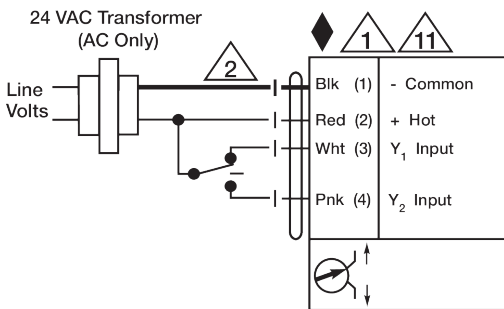 24 VAC Transformer
(AC Only)
1 11
2
Line
Volts
Blk (1) - Common
Red (2) + Hot
Wht (3) Y1 Input
Pnk (4) Y2 Input